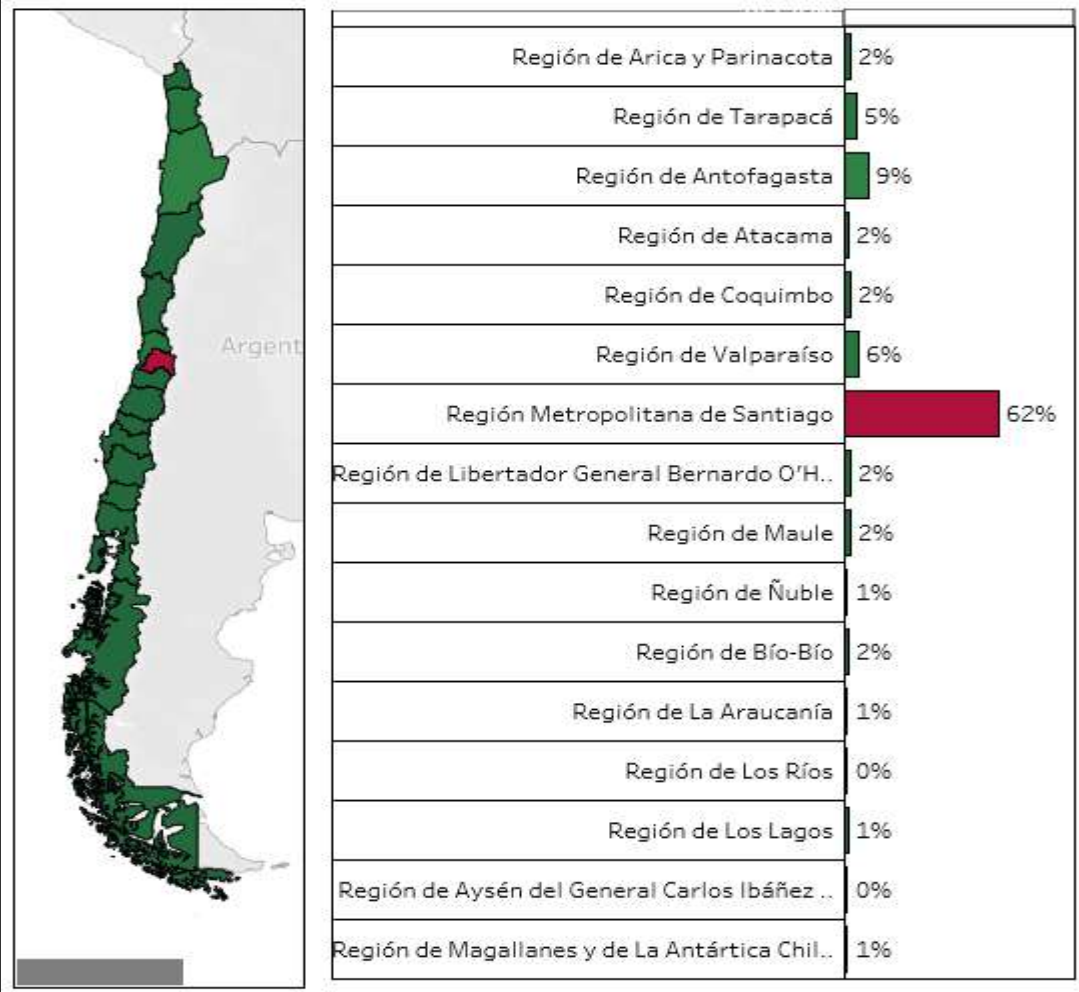 Argent
Región de Arica y Parinacota 2%
Región de Tarapacá 5%
Región de Antofagasta 9%
Región de Atacama 2%
Región de Coquimbo 2%
Región de Valparaíso 6%
Región Metropolitana de Santiago 62%
Región de Libertador General Bernardo O'H.. 2%
Región de Maule 2%
Región de Ñuble 1%
Región de Bío-Bío 2%
Región de La Araucanía 1%
Región de Los Ríos 0%
Región de Los Lagos 1%
Región de Aysén del General Carlos Ibáñez .. 0%
Región de Magallanes y de La Antártica Chil.. 1%